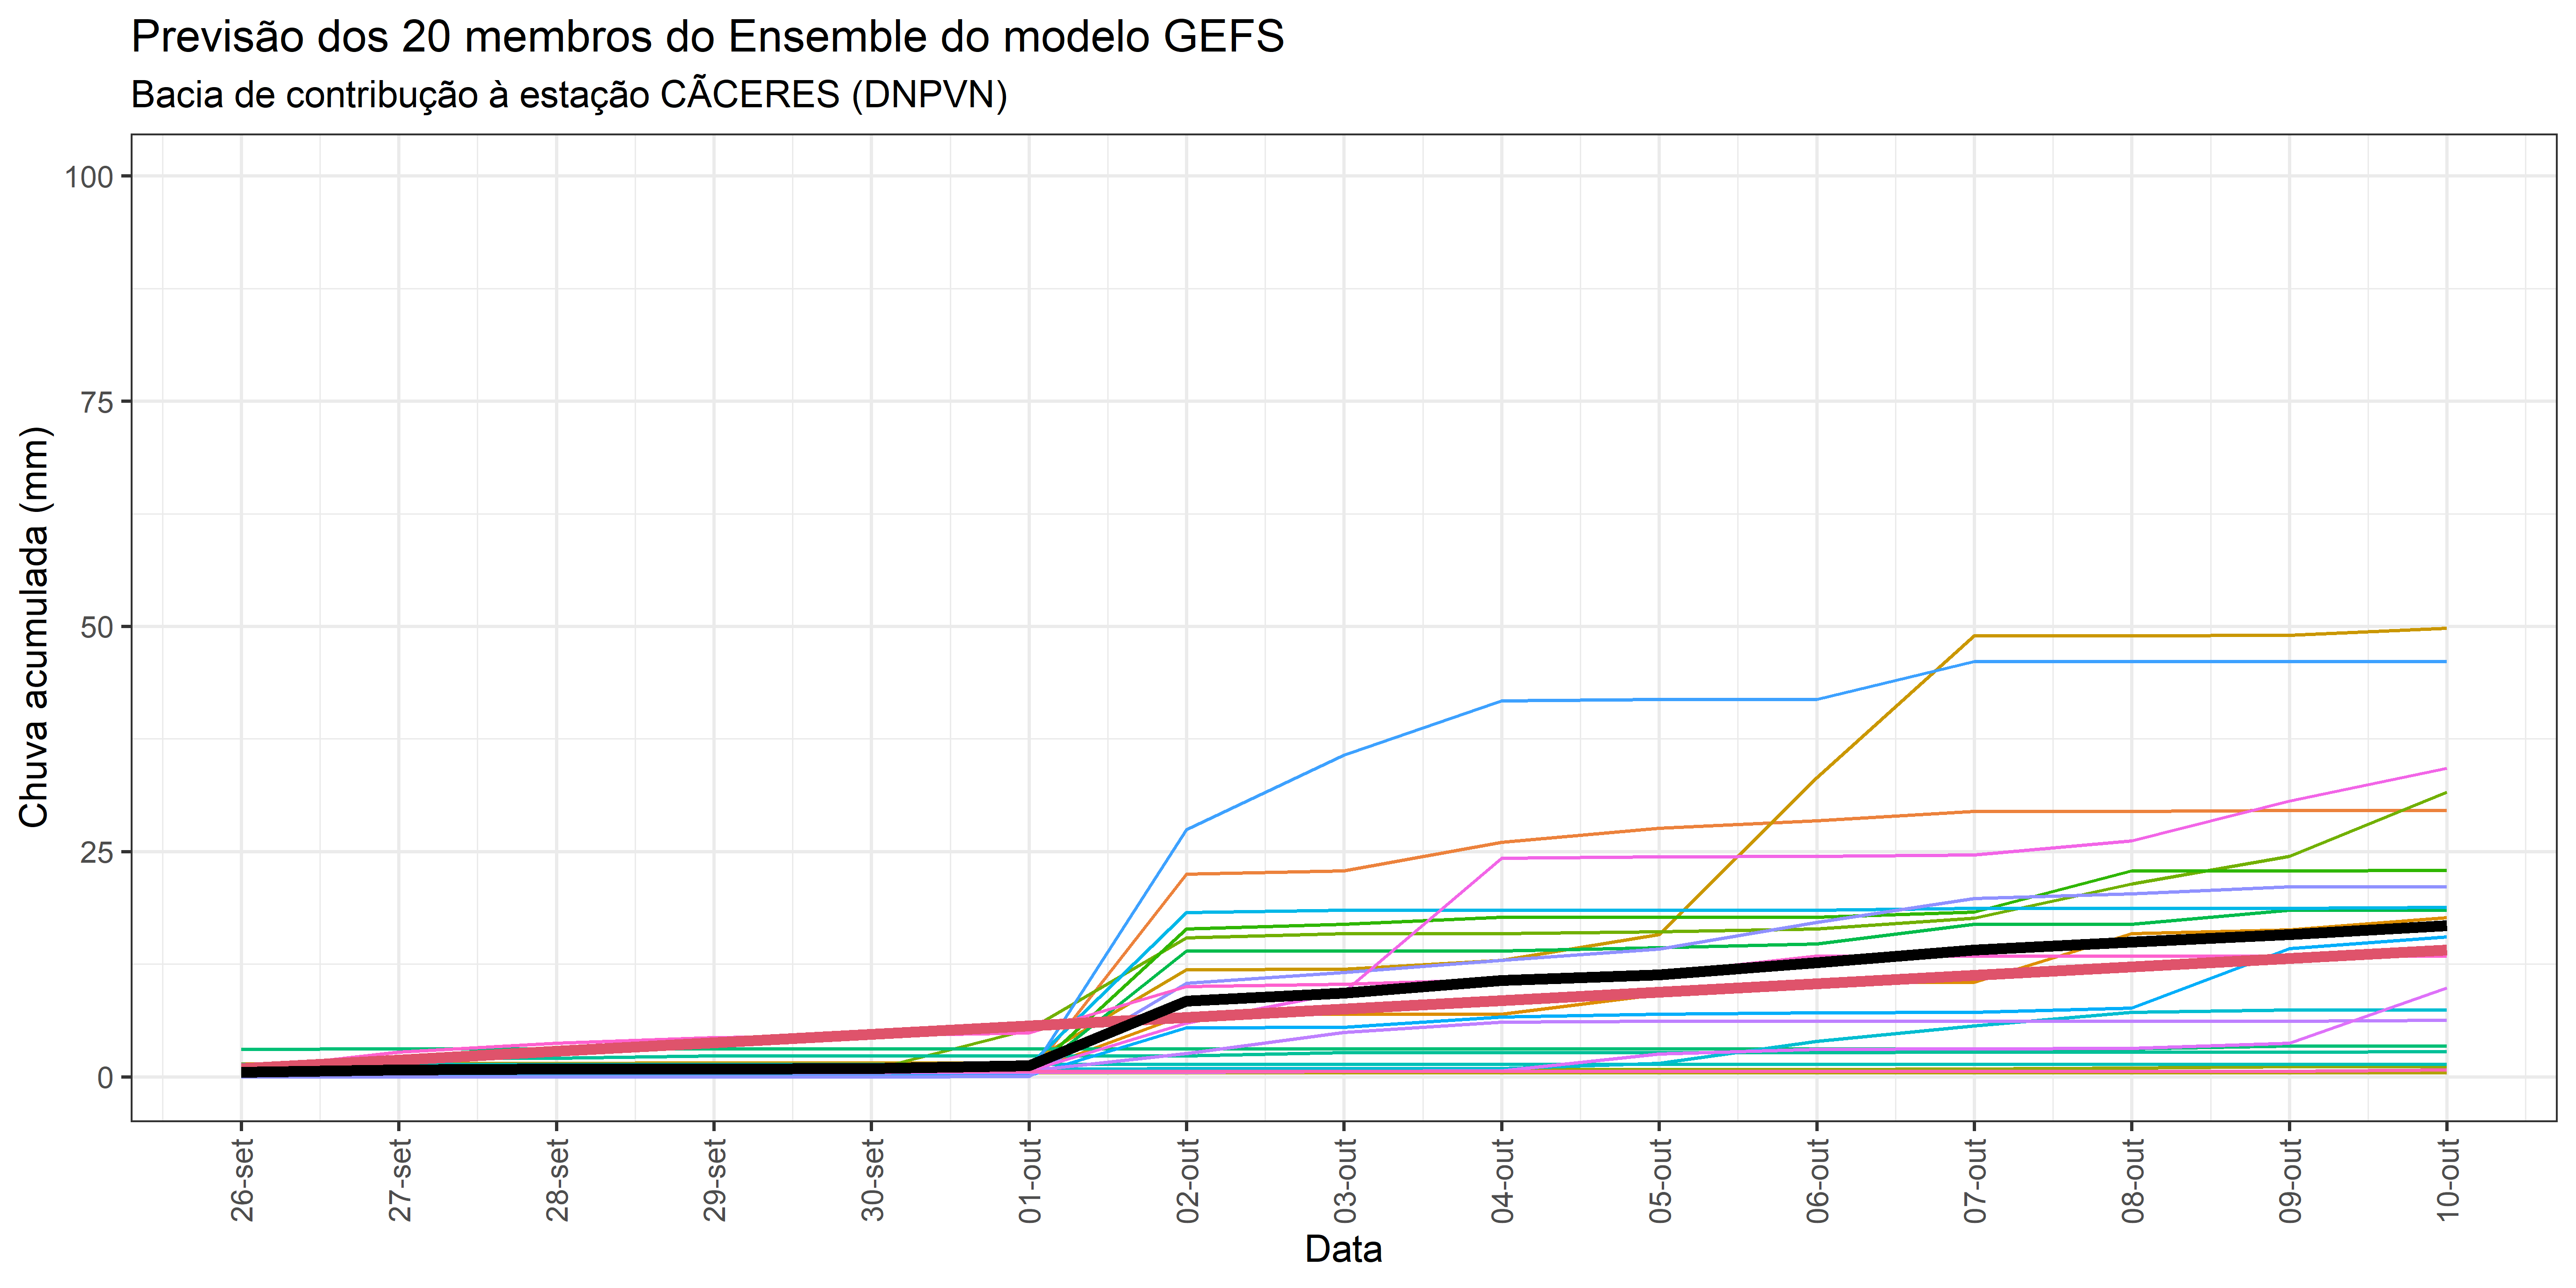 Previsão dos 20 membros do Ensemble do modelo GEFS
Bacia de contribução à estação CÃCERES (DNPVN)
Chuva acumulada (mm)
100
75
50
25
0
26-set
27-set
28-set
29-set
30-set
01-out
02-out
03-out
04-out
05-out
06-out
07-out
08-out
09-out
10-out
Data